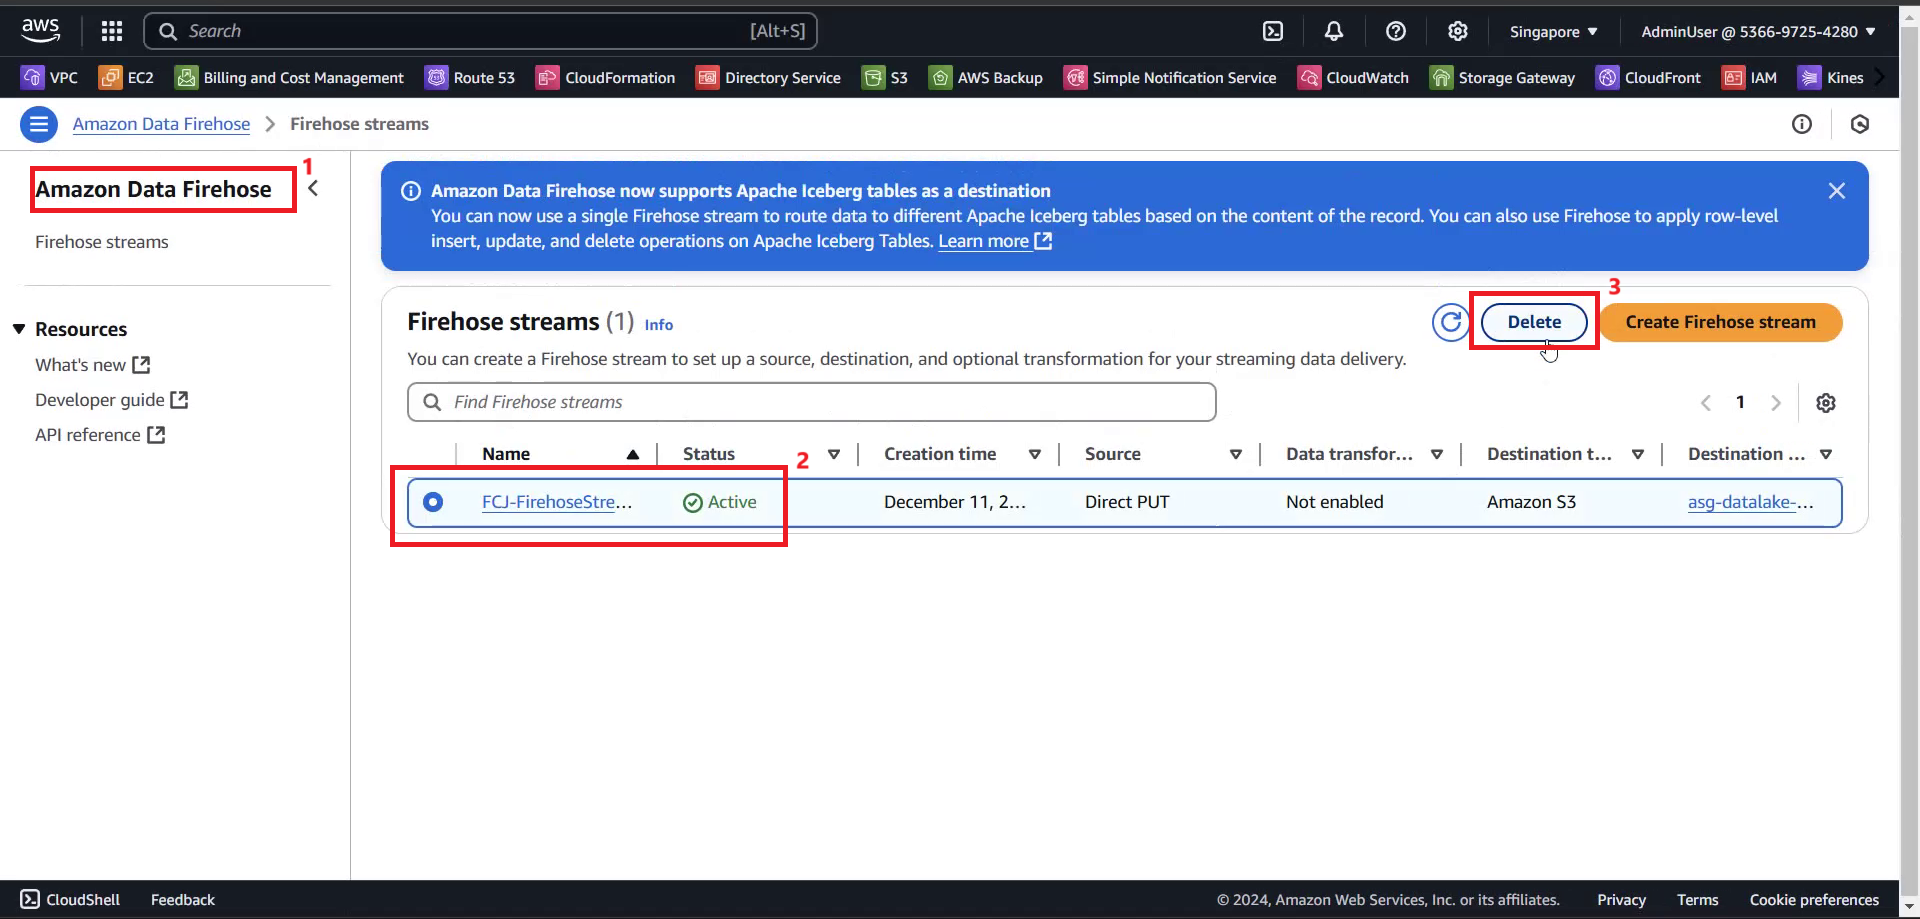 aws Search [Alt+S] Singapore AdminUser @ 5366-9725-4280
VPC EC2 Billing and Cost Management Route 53 CloudFormation Directory Service S3 AWS Backup Simple Notification Service CloudWatch Storage Gateway CloudFront IAM Kines
Amazon Data Firehose Firehose streams
Amazon Data Firehose 1
Firehose streams
Resources
What's new
Developer guide
API reference
Amazon Data Firehose now supports Apache Iceberg tables as a destination
You can now use a single Firehose stream to route data to different Apache Iceberg tables based on the content of the record. You can also use Firehose to apply row-level
insert, update, and delete operations on Apache Iceberg Tables. Learn more
3
Firehose streams (1) Info Delete Create Firehose stream
You can create a Firehose stream to set up a source, destination, and optional transformation for your streaming data delivery.
Find Firehose streams 1
Name Status 2 Creation time Source Data transfor... Destination t... Destination ...
FCJ-FirehoseStre... Active December 11, 2... Direct PUT Not enabled Amazon S3 asg-datalake-...
CloudShell Feedback © 2024, Amazon Web Services, Inc. or its affiliates. Privacy Terms Cookie preferences